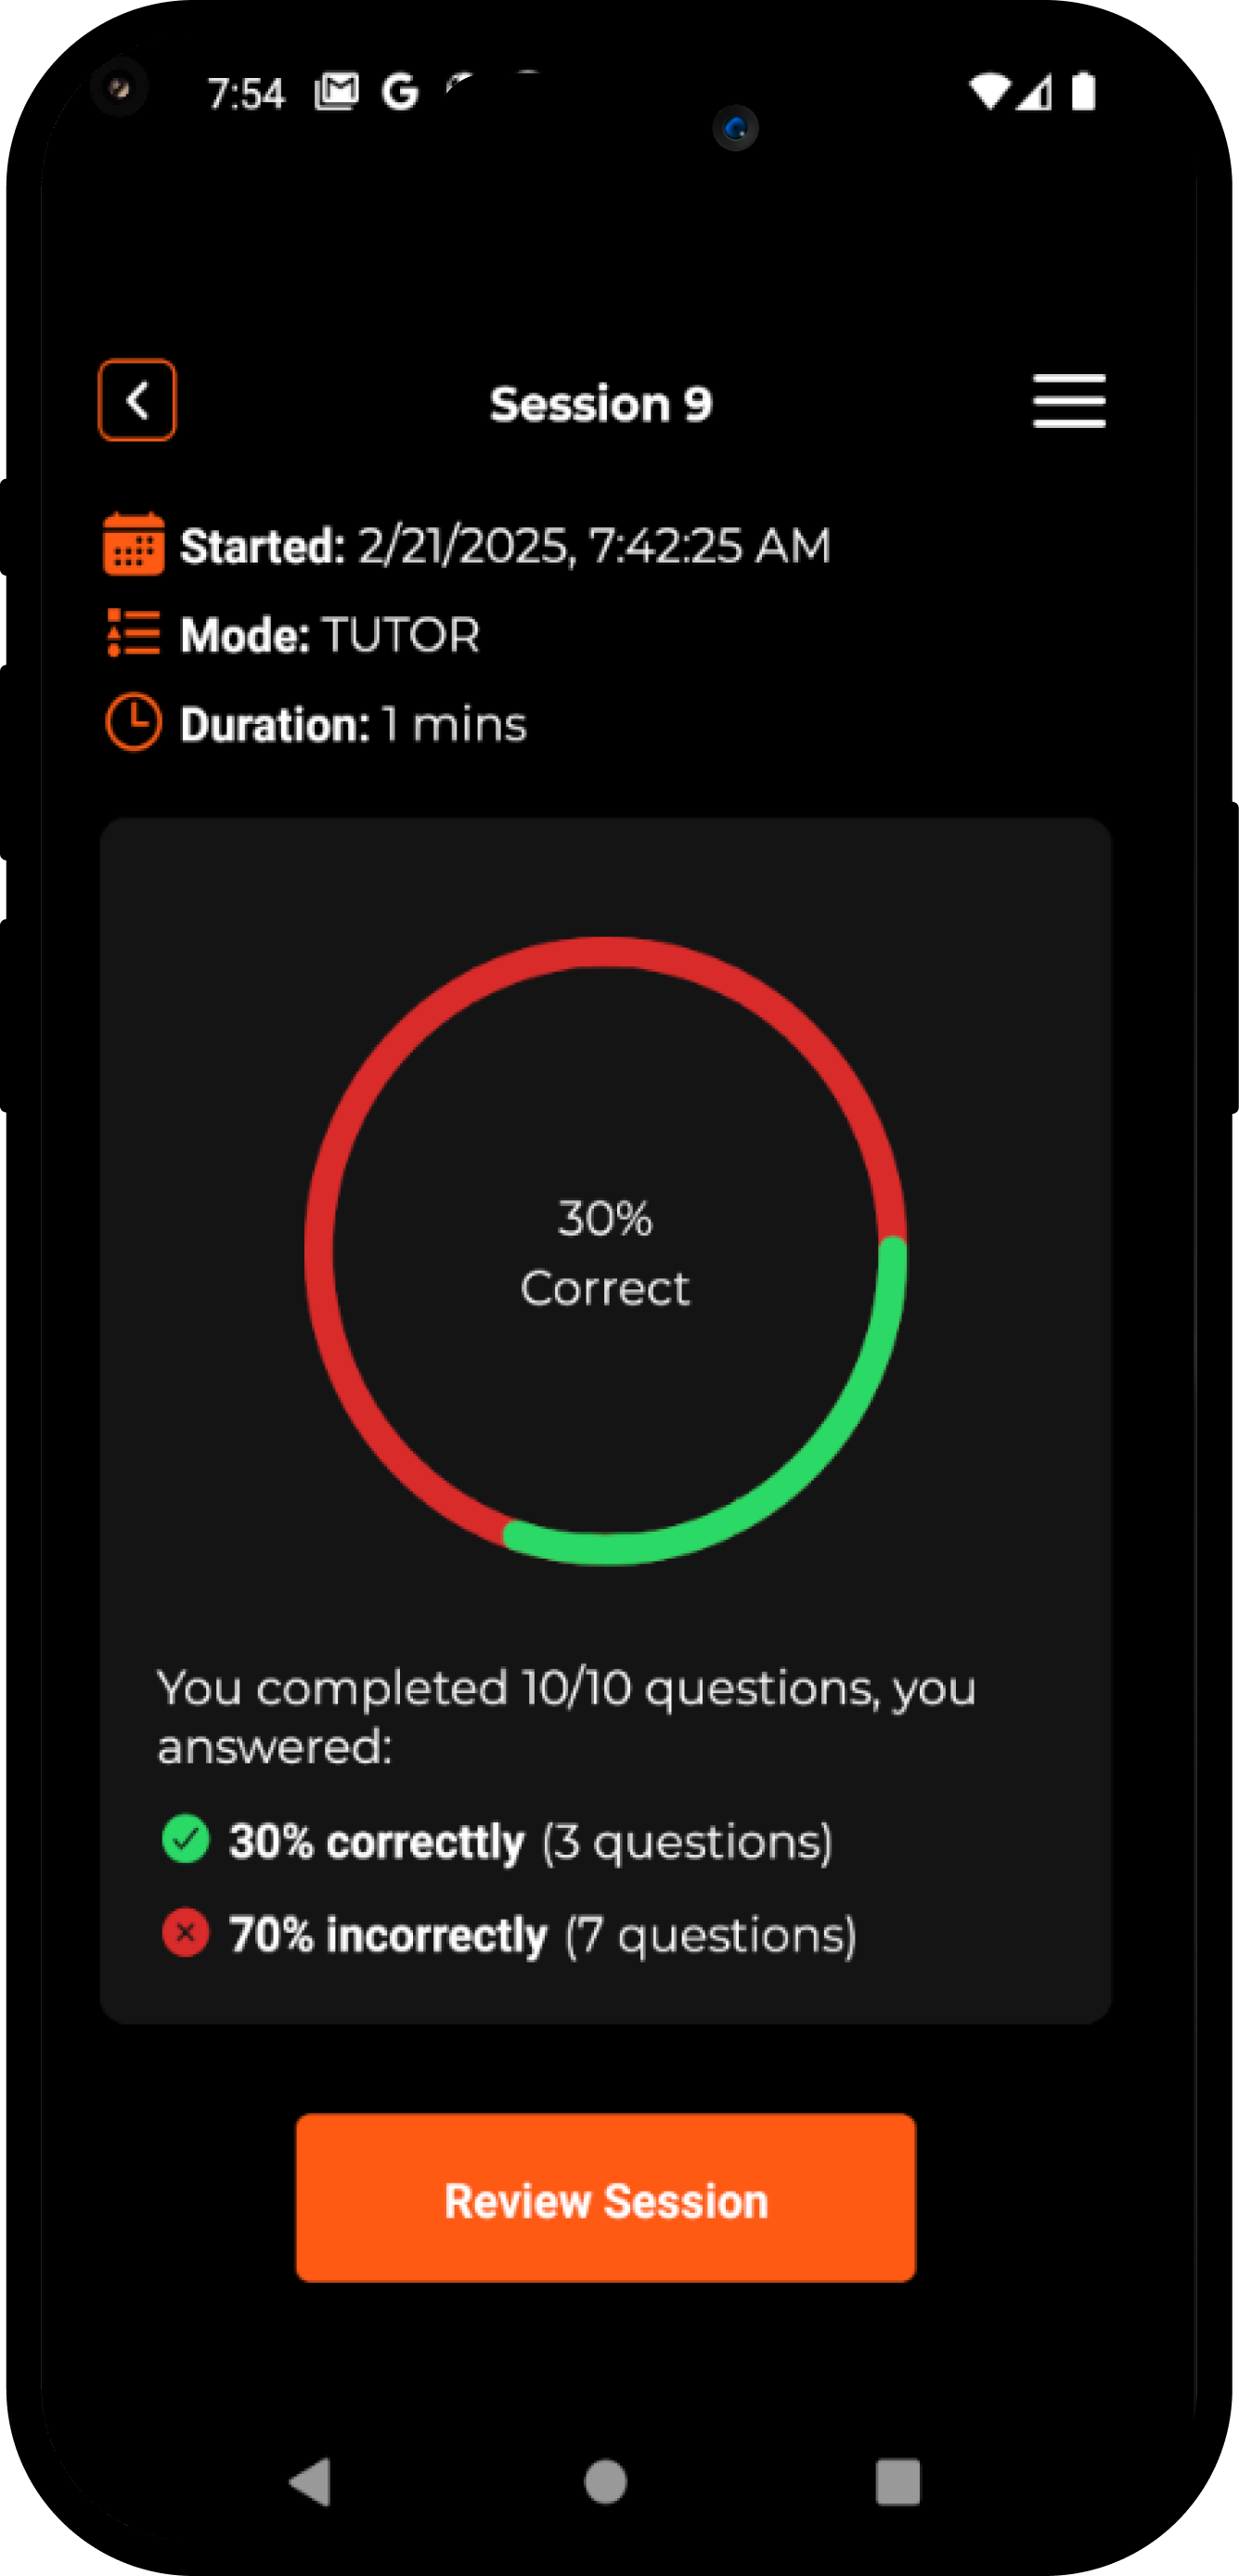 7:54
Session 9
Started: 2/21/2025, 7:42:25 AM
Mode: TUTOR
Duration: 1 mins
30%
Correct
You completed 10/10 questions, you
answered:
30% correcttly (3 questions)
70% incorrectly (7 questions)
Review Session